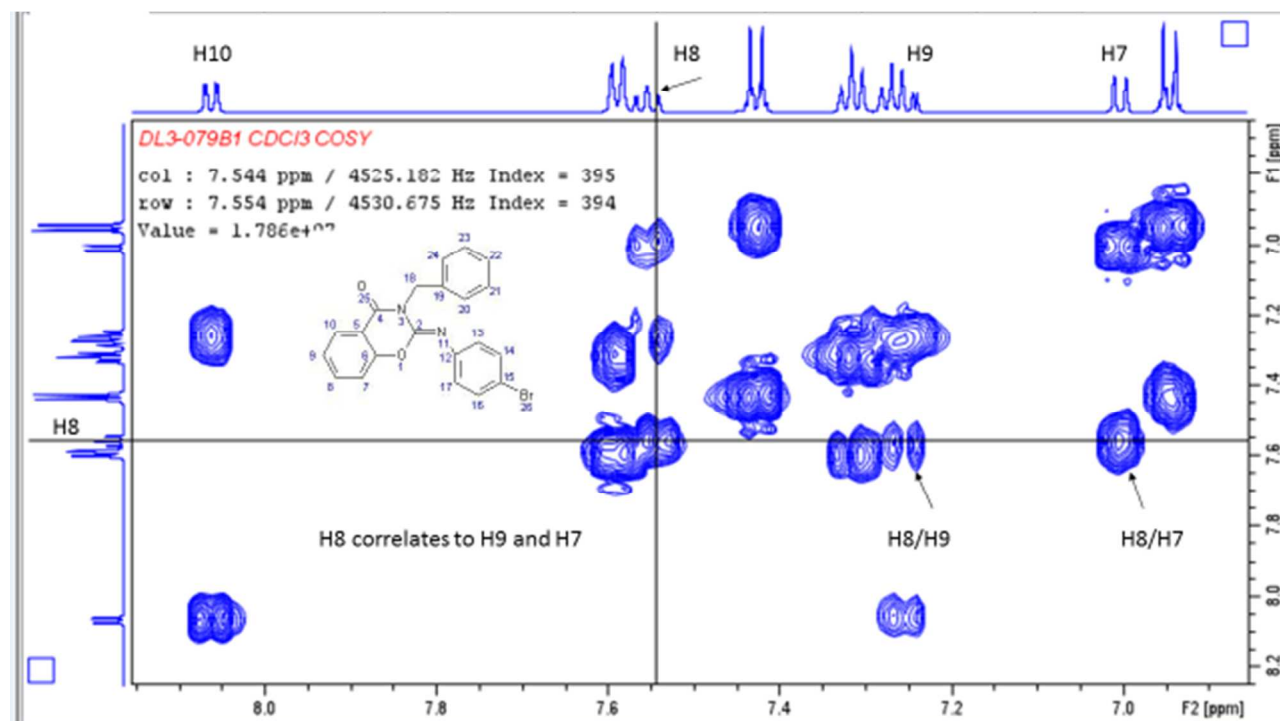 H10
H8
H9
H7
DL3-079B1 CDCl3 COSY
col : 7.544 ppm / 4525.182 Hz Index = 395
row : 7.554 ppm / 4530.675 Hz Index = 394
Value = 1.786e+07
23
24
22
18
21
O
25
19
4
N
20
10
5
3
2
13
9
N
11
14
6
12
O
1
15
8
7
17
Br
16
26
H8
H8 correlates to H9 and H7
H8/H9
H8/H7
F1 [ppm]
7.0
7.2
7.4
7.6
7.8
8.0
8.2
8.0
7.8
7.6
7.4
7.2
7.0
F2 [ppm]